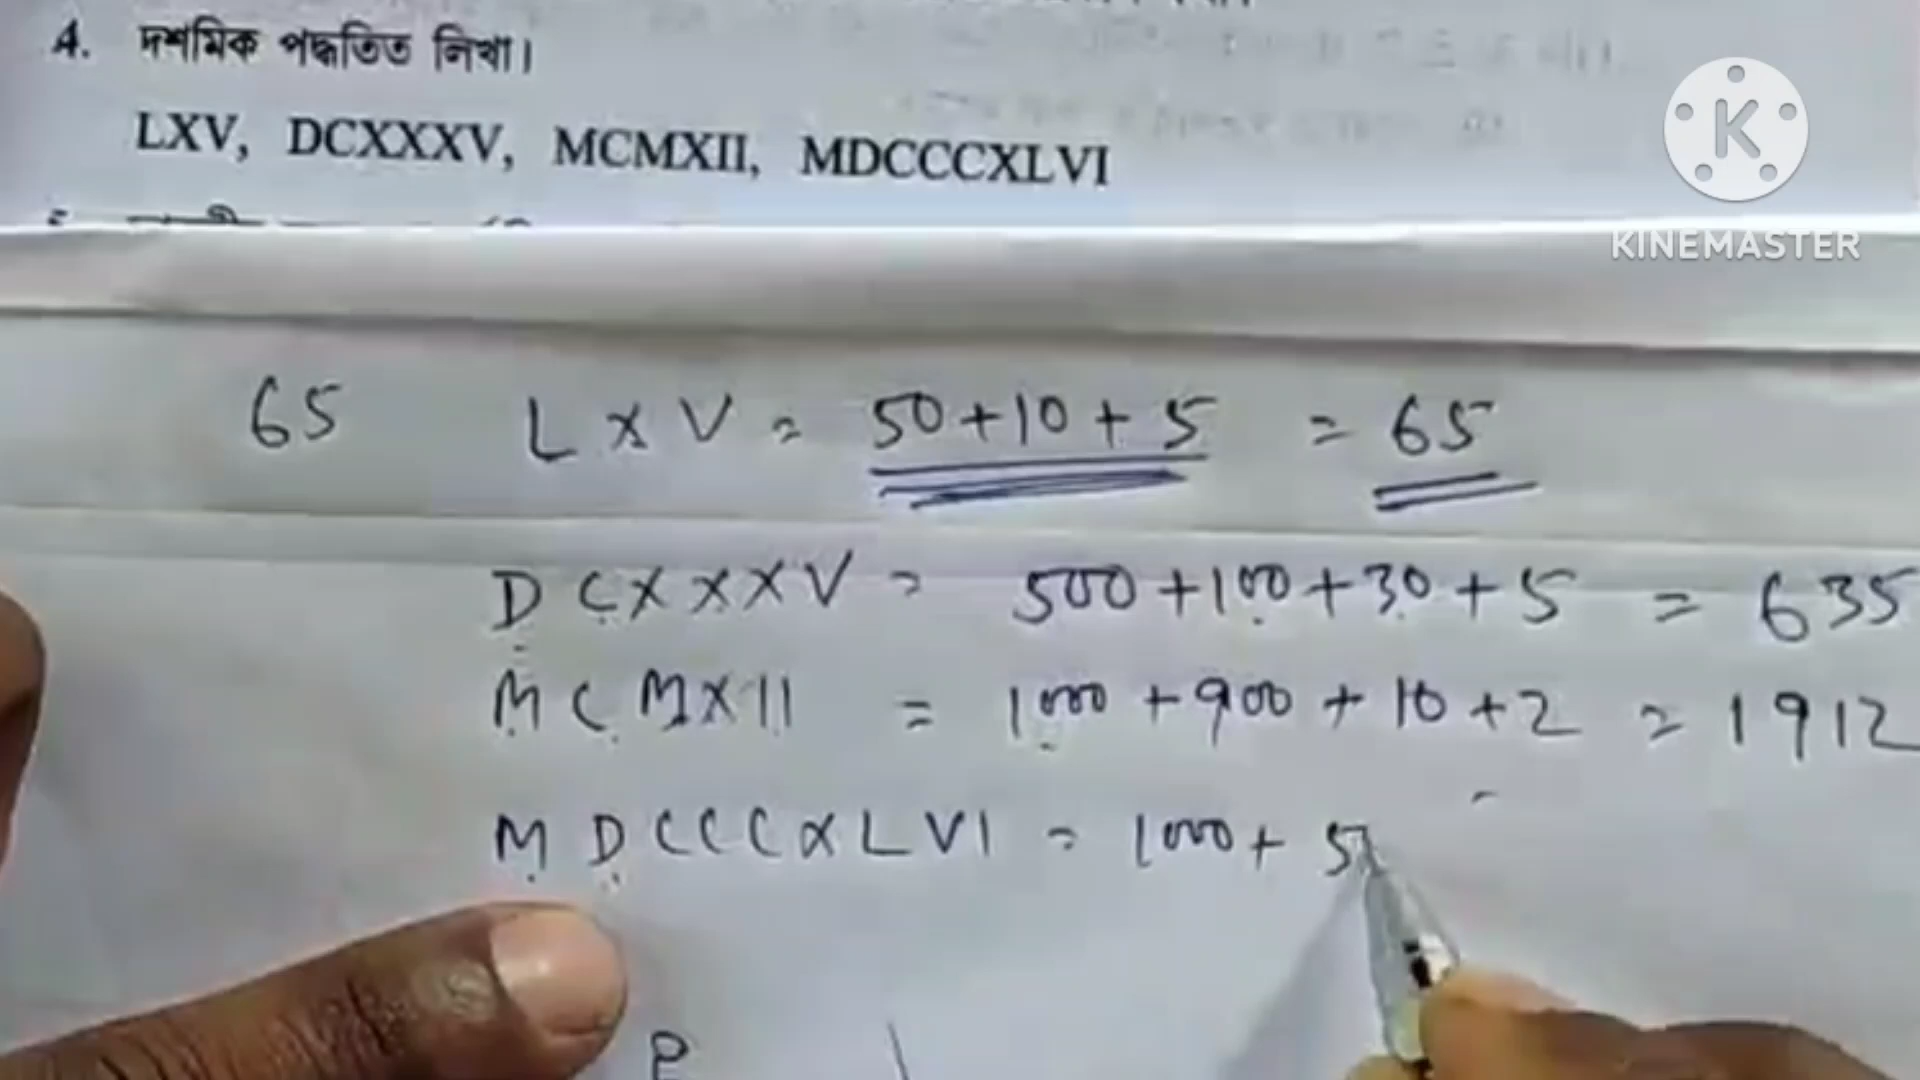 4. দশমিক পদ্ধতিত লিখা।
LXV, DCXXXV, MCMXII, MDCCCXLVI
KINEMASTER
65 LXV = 50+10+5 = 65
DCXXXV = 500+100+30+5 = 635
MCMXII = 1000+900+10+2 = 1912
MDCCCXLVI = 1000+5